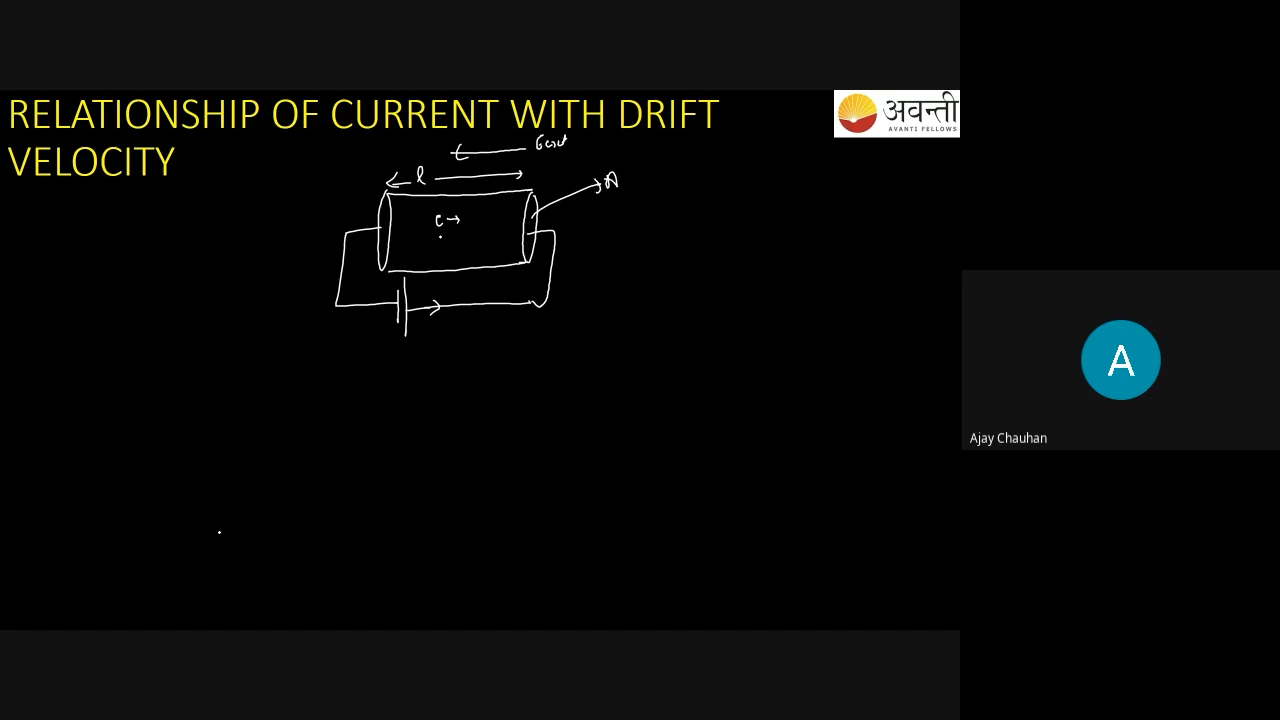 RELATIONSHIP OF CURRENT WITH DRIFT
VELOCITY
अवन्ती
AVANTI FELLOWS
l
A
e
A
Ajay Chauhan